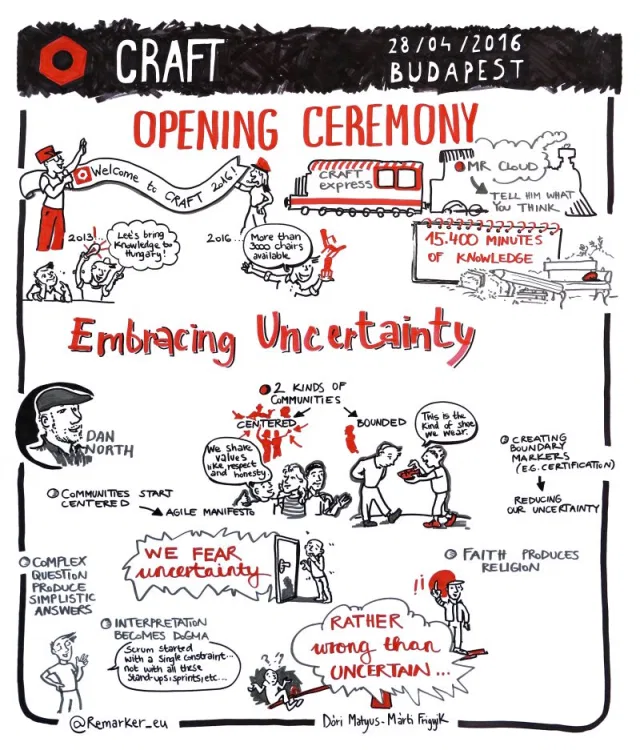 CRAFT
28/04/2016
BUDAPEST
OPENING CEREMONY
Welcome to CRAFT 2016!
CRAFT
express
MR CLOUD
TELL HIM WHAT
YOU THINK
2013...
Let's bring
Knowledge to
Hungary!
2016...
More than
3000 chairs
available
15.400 MINUTES
OF KNOWLEDGE
Embracing Uncertainty
DAN
NORTH
2 KINDS OF
COMMUNITIES
CENTERED
BOUNDED
We share
values
like respect
and honesty
This is the
kind of shoe
we wear.
CREATING
BOUNDARY
MARKERS
(E.G. CERTIFICATION)
REDUCING
OUR UNCERTAINTY
COMMUNITIES START
CENTERED
AGILE MANIFESTO
WE FEAR
uncertainty
FAITH PRODUCES
RELIGION
COMPLEX
QUESTION
PRODUCE
SIMPLISTIC
ANSWERS
!!
INTERPRETATION
BECOMES DOGMA
Scrum started
with a single constraint...
not with all these
stand-ups, sprints, etc...
RATHER
wrong than
UNCERTAIN...
@Remarker_eu
Dóri Matyus - Márti Frigyik